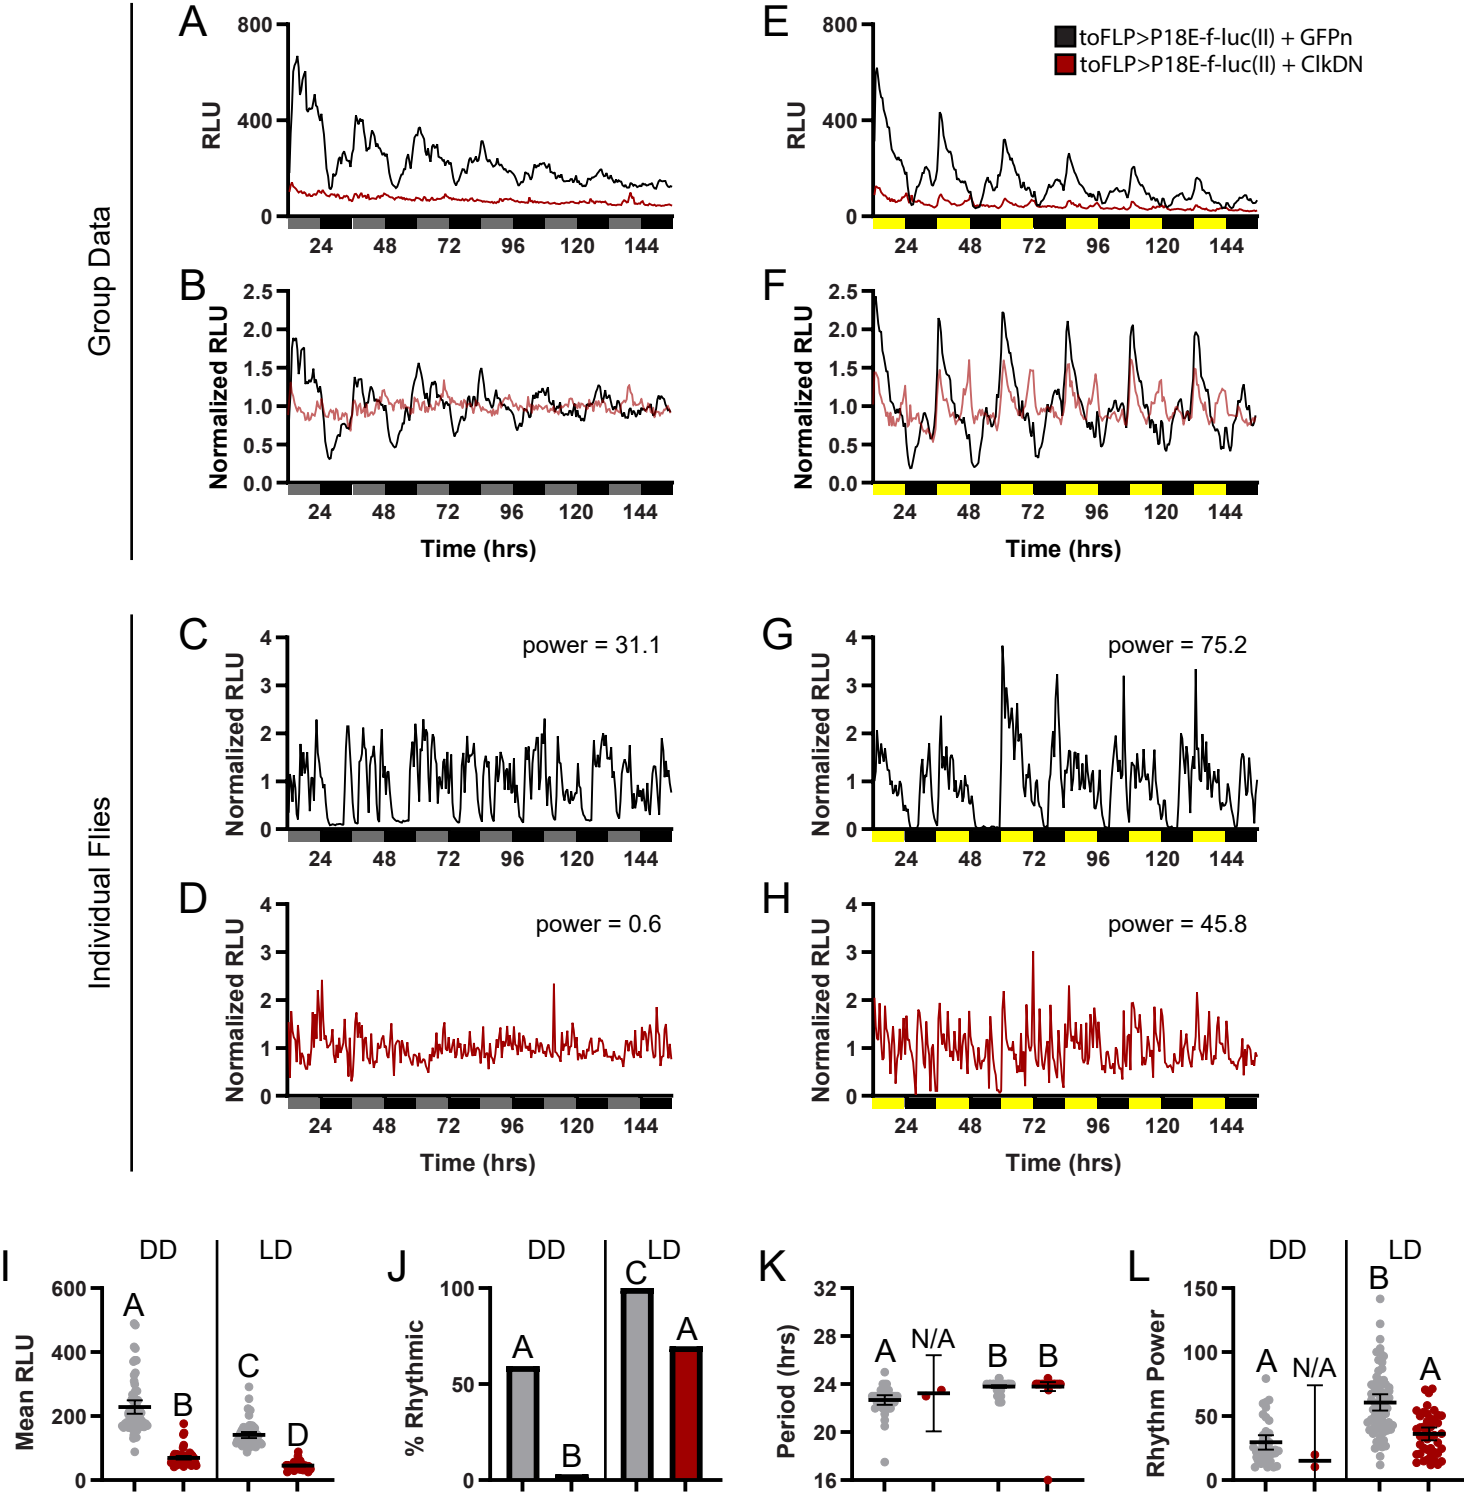 Group Data
A
800
400
0
RLU
24 48 72 96 120 144
E
800
400
0
RLU
24 48 72 96 120 144
toFLP>P18E-f-luc(II) + GFPn
toFLP>P18E-f-luc(II) + ClkDN
B
2.5
2.0
1.5
1.0
0.5
0.0
Normalized RLU
24 48 72 96 120 144
Time (hrs)
F
2.5
2.0
1.5
1.0
0.5
0.0
Normalized RLU
24 48 72 96 120 144
Time (hrs)
Individual Flies
C
power = 31.1
4
3
2
1
0
Normalized RLU
24 48 72 96 120 144
G
power = 75.2
4
3
2
1
0
Normalized RLU
24 48 72 96 120 144
D
power = 0.6
4
3
2
1
0
Normalized RLU
24 48 72 96 120 144
Time (hrs)
H
power = 45.8
4
3
2
1
0
Normalized RLU
24 48 72 96 120 144
Time (hrs)
I
DD LD
600
400
200
0
Mean RLU
A B C D
J
DD LD
100
50
0
% Rhythmic
A B C A
K
32
28
24
20
16
Period (hrs)
A N/A B B
L
DD LD
150
100
50
0
Rhythm Power
A N/A B A